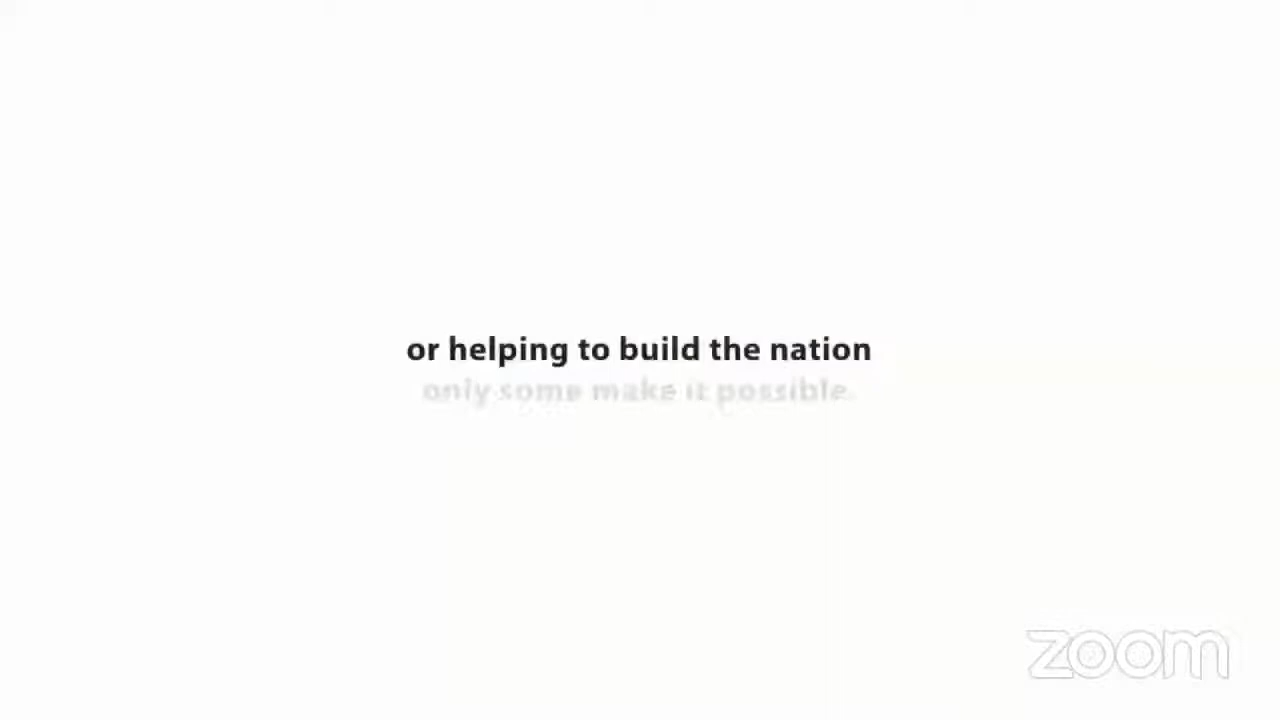 or helping to build the nation
only some make it possible.
zoom